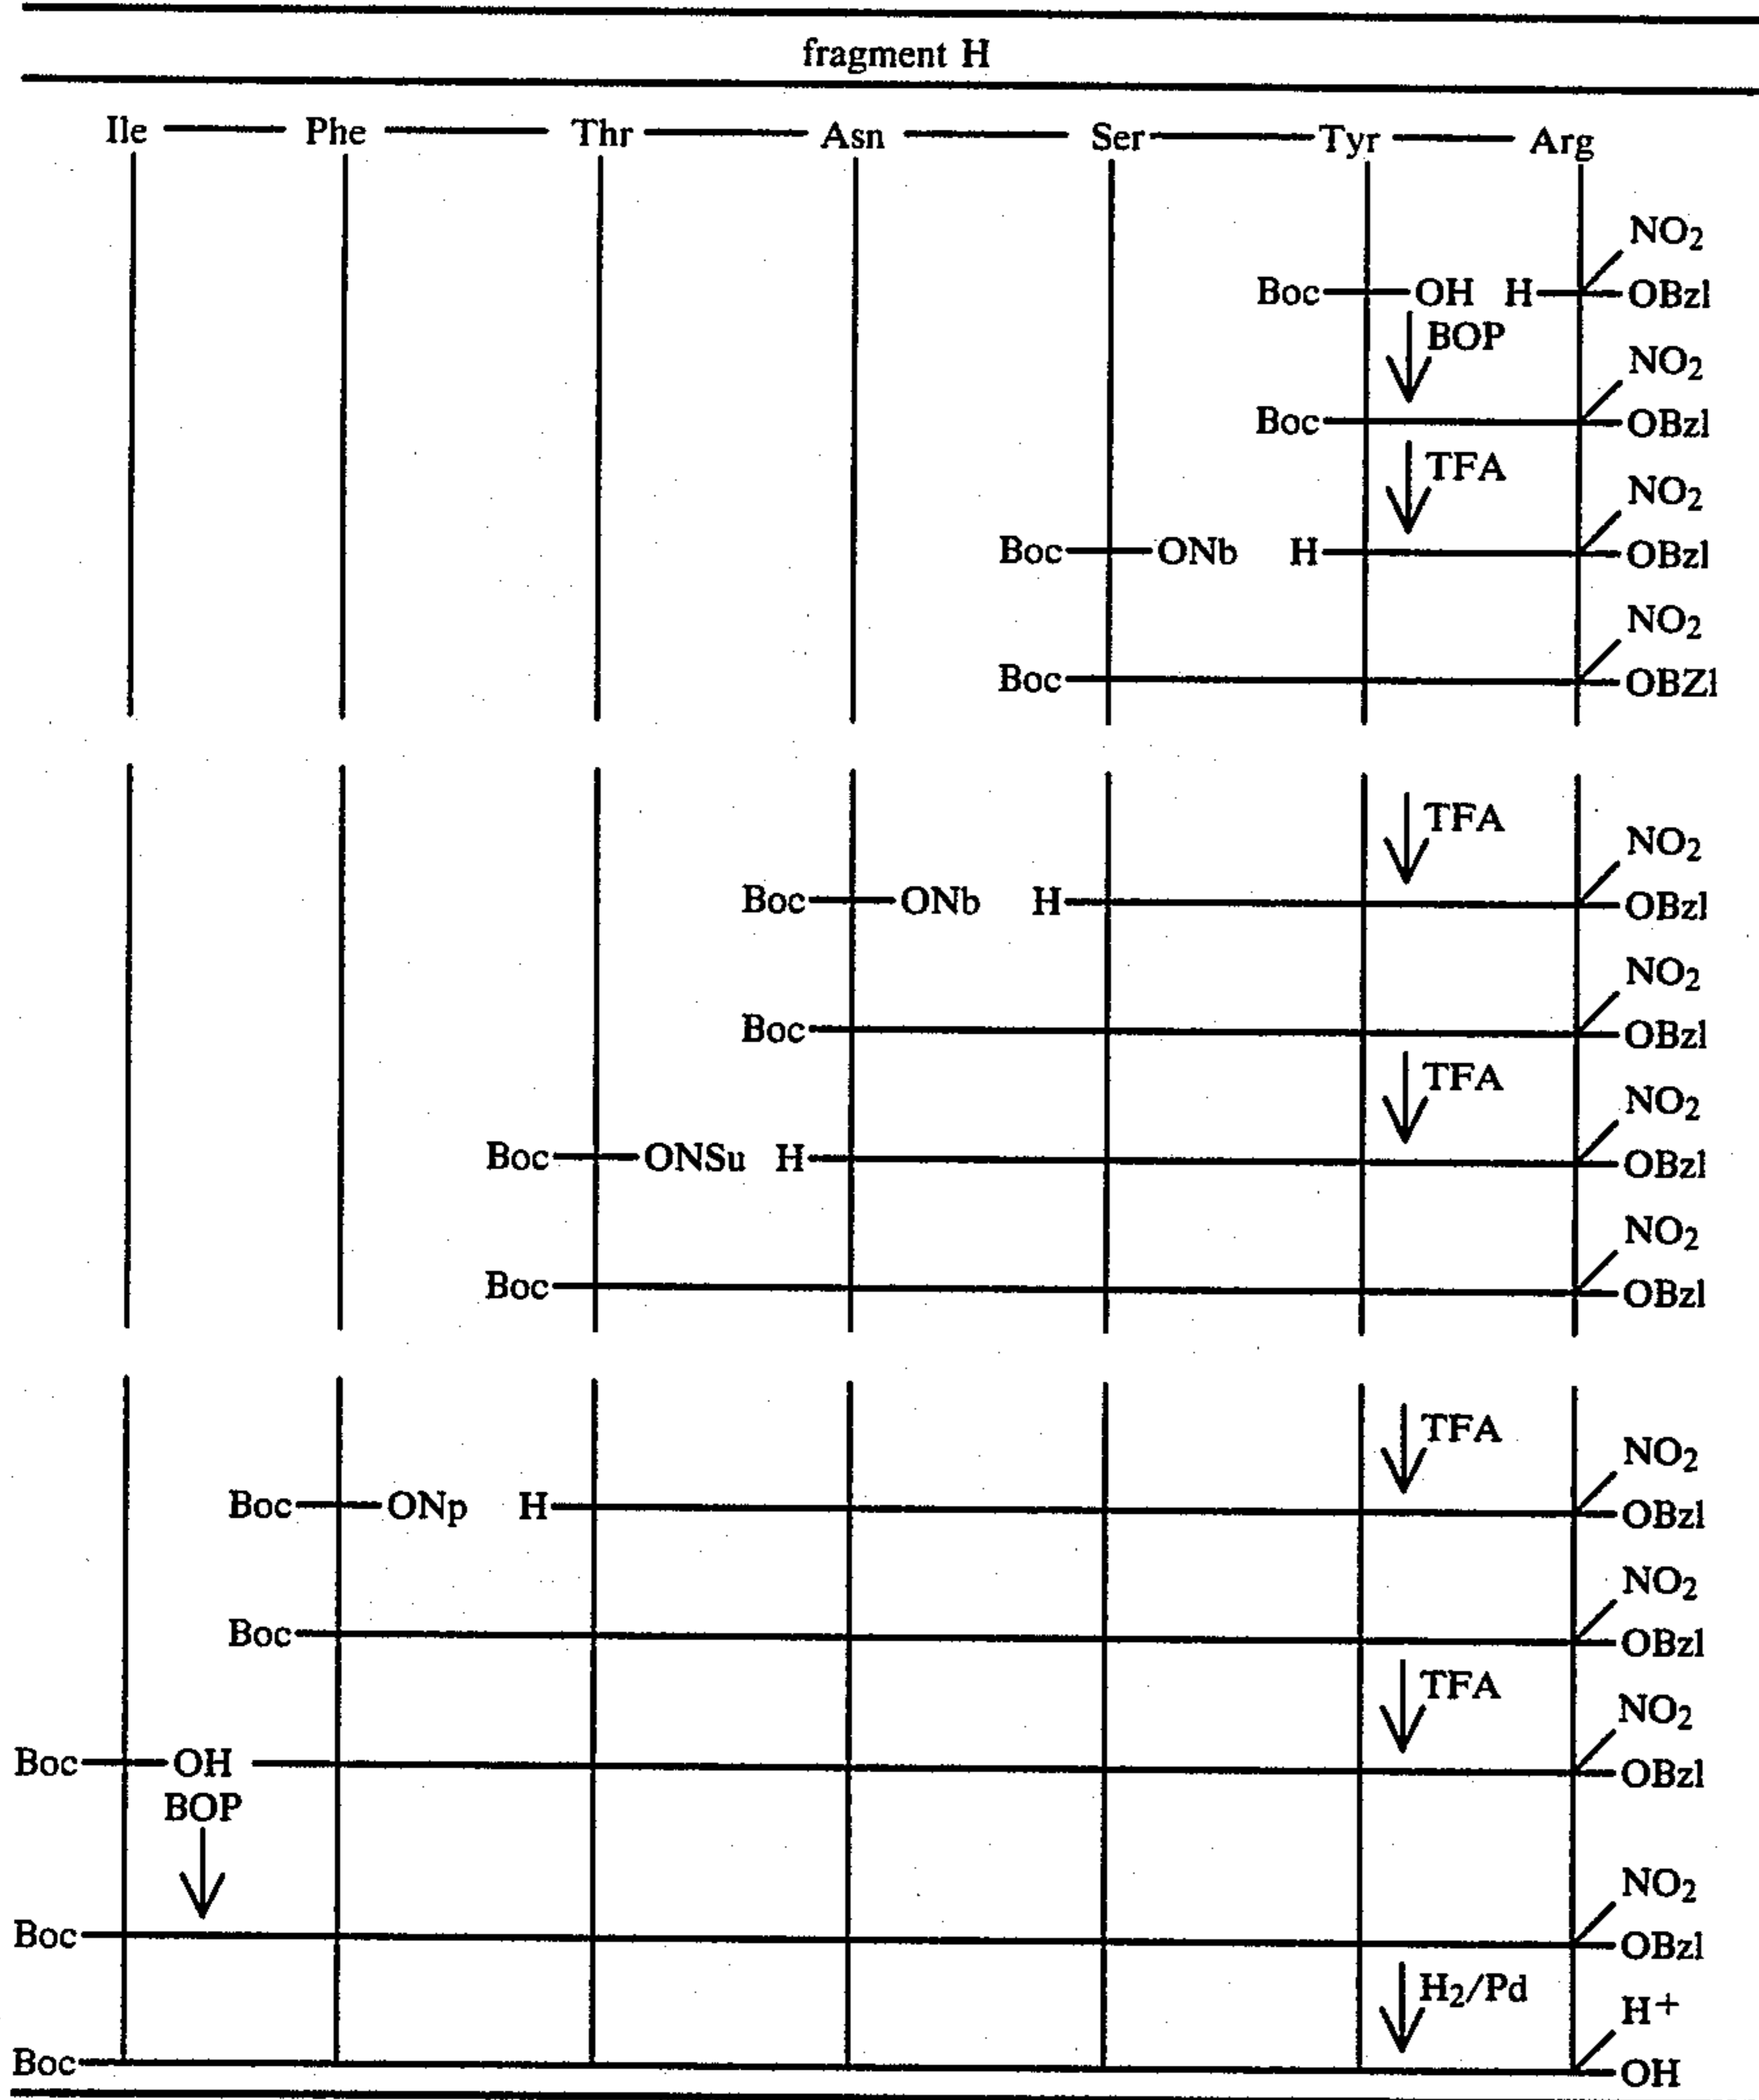 fragment H
Ile Phe Thr Asn Ser Tyr Arg
NO2
Boc OH H OBzl
BOP
NO2
Boc OBzl
TFA
NO2
Boc ONb H OBzl
NO2
Boc OBZl
TFA
NO2
Boc ONb H OBzl
NO2
Boc OBzl
TFA
NO2
Boc ONSu H OBzl
NO2
Boc OBzl
TFA
NO2
Boc ONp H OBzl
NO2
Boc OBzl
TFA
NO2
Boc OH OBzl
BOP
NO2
Boc OBzl
H2/Pd
H+
Boc OH